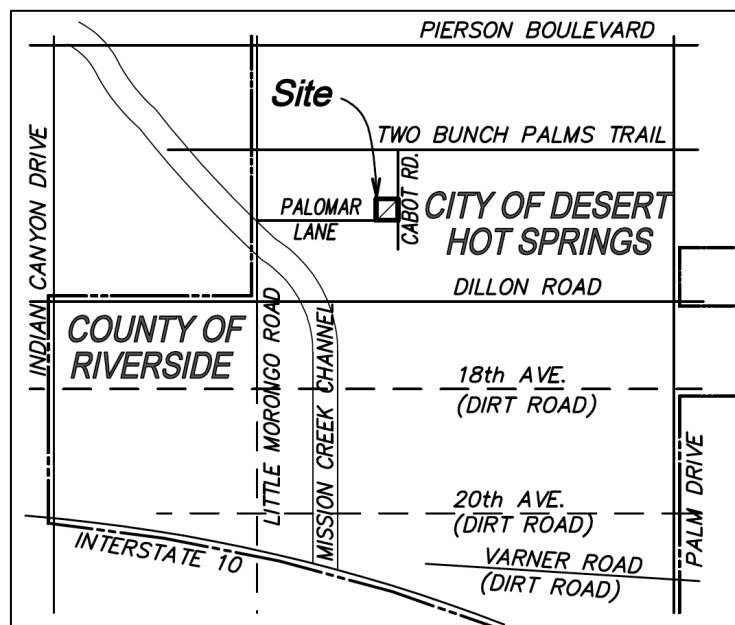 PIERSON BOULEVARD
Site
TWO BUNCH PALMS TRAIL
INDIAN CANYON DRIVE
PALOMAR
LANE
CABOT RD.
CITY OF DESERT
HOT SPRINGS
DILLON ROAD
COUNTY OF
RIVERSIDE
LITTLE MORONGO ROAD
MISSION CREEK CHANNEL
18th AVE.
(DIRT ROAD)
PALM DRIVE
20th AVE.
(DIRT ROAD)
INTERSTATE 10
VARNER ROAD
(DIRT ROAD)